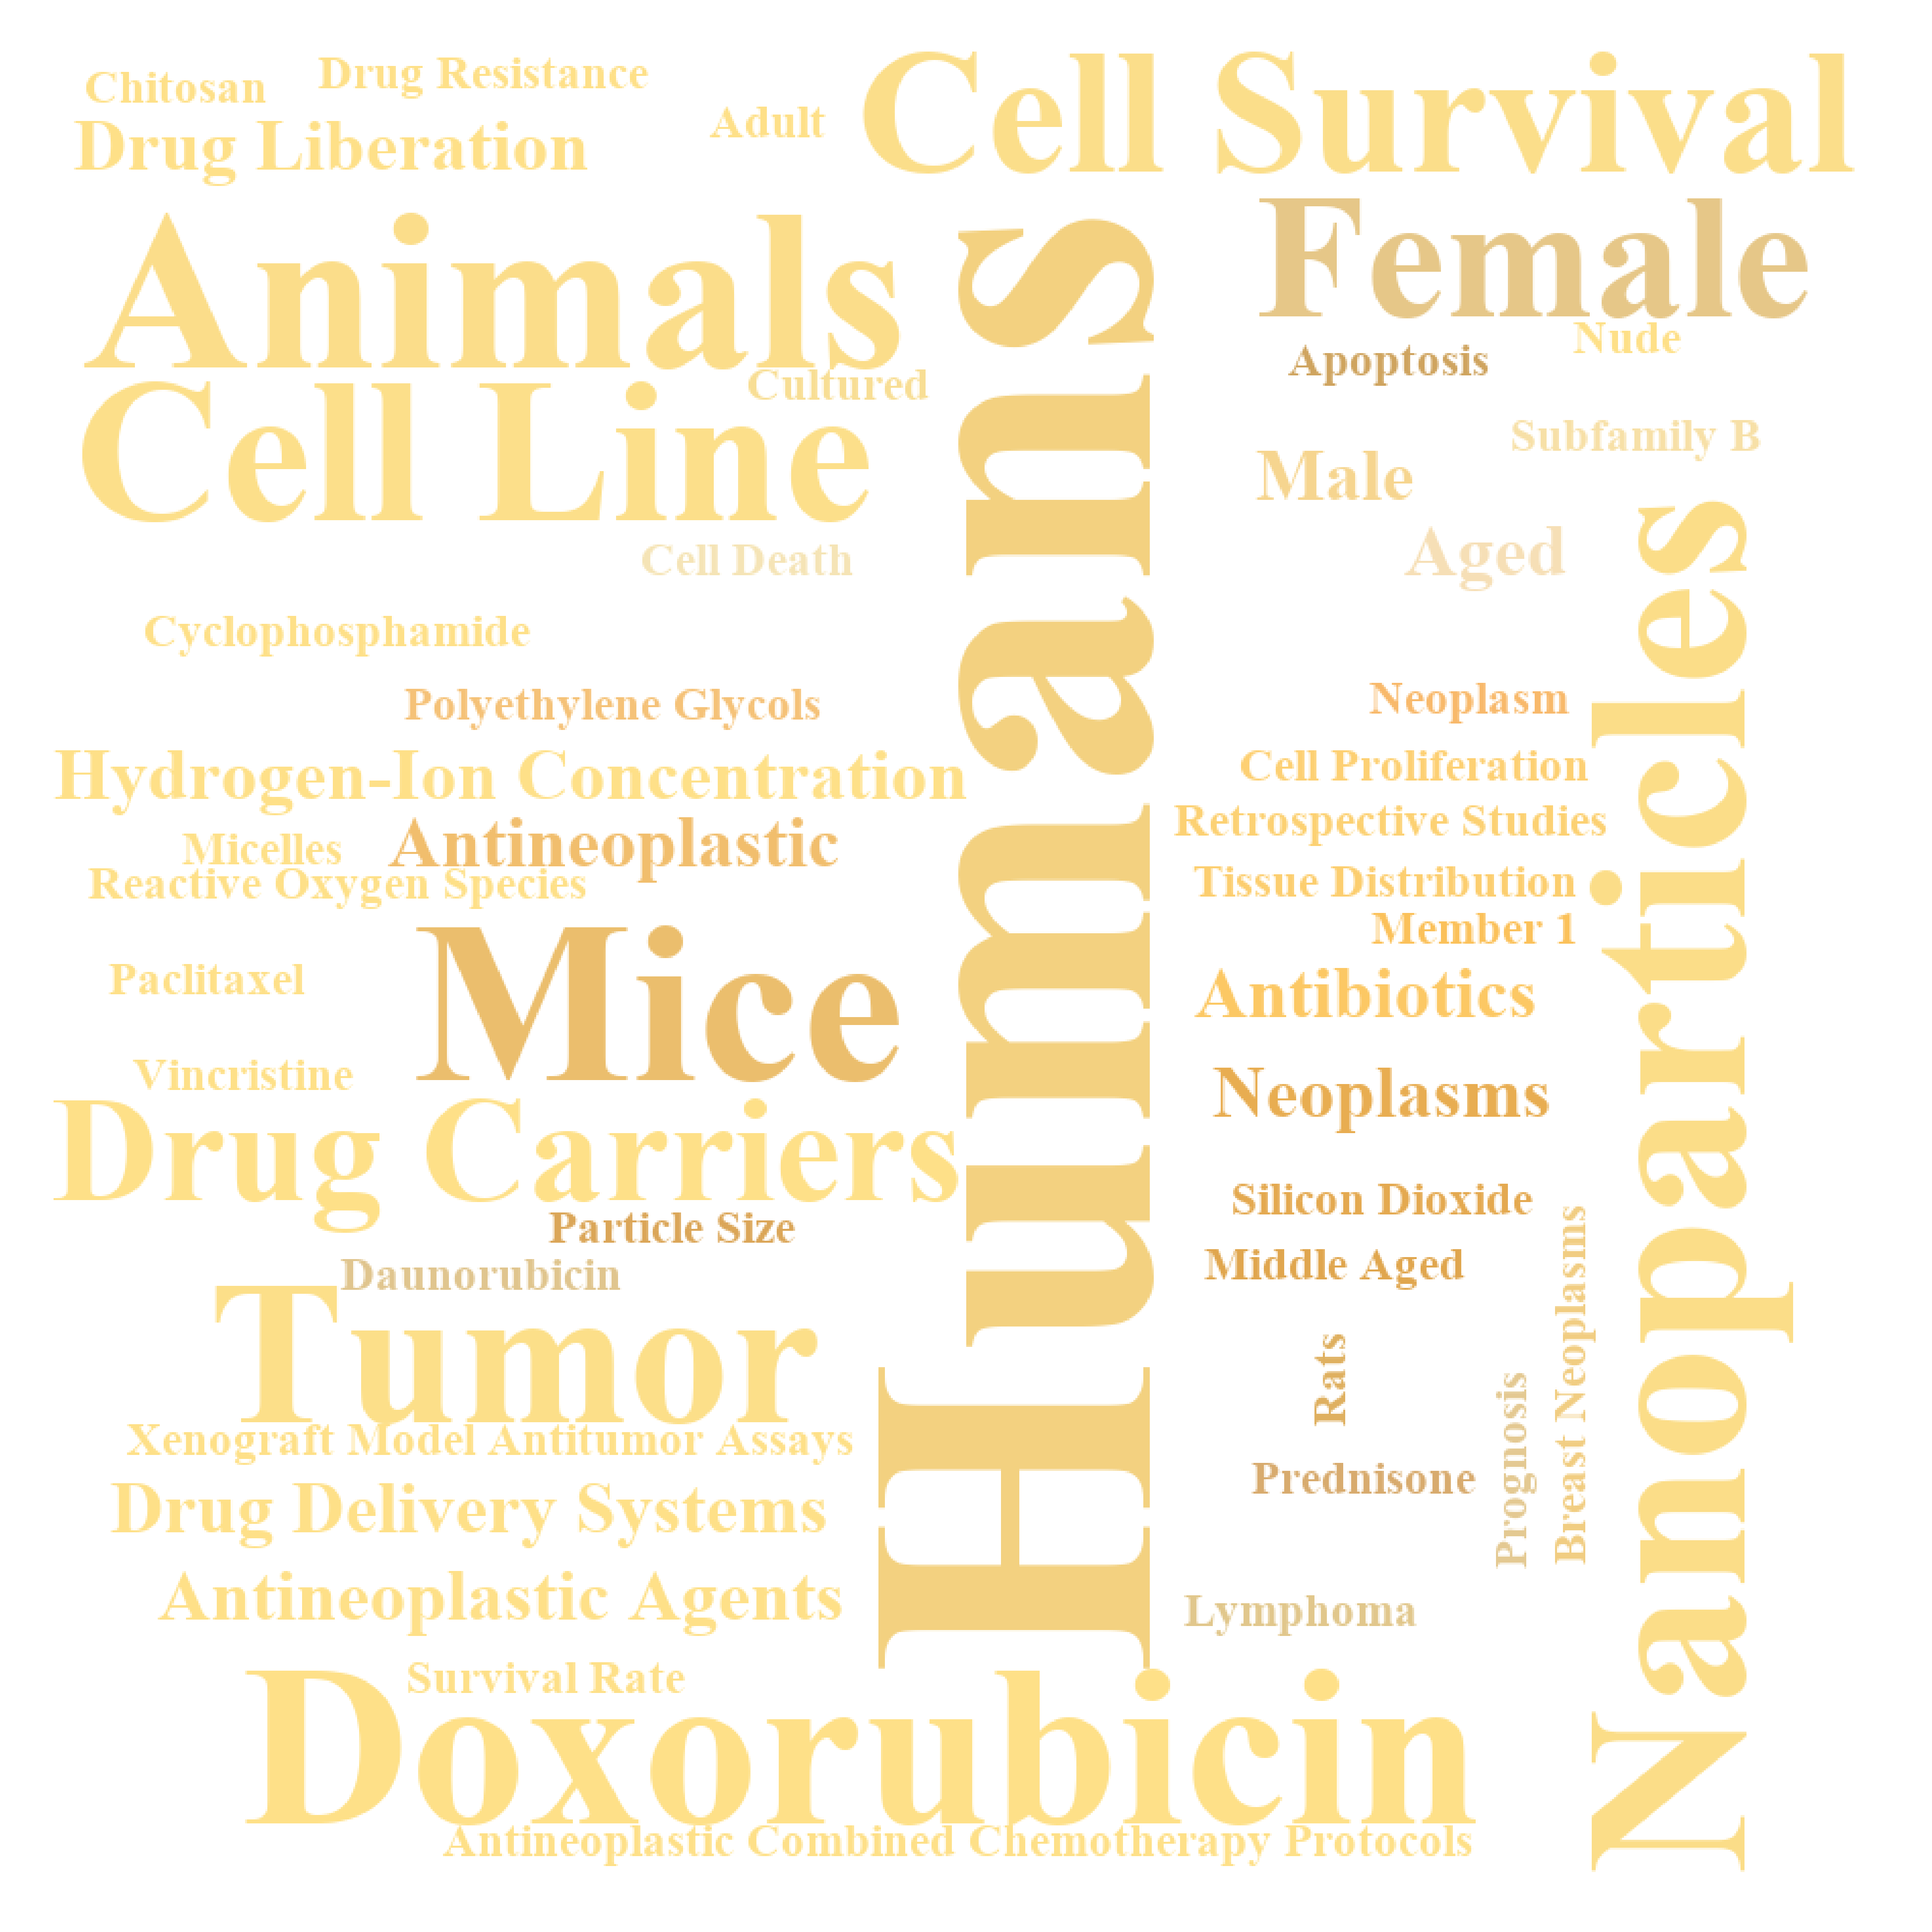 Chitosan
Drug Resistance
Adult
Cell Survival
Drug Liberation
Animals
Humans
Female
Nude
Apoptosis
Cultured
Cell Line
Subfamily B
Male
Aged
Nanoparticles
Cell Death
Cyclophosphamide
Polyethylene Glycols
Neoplasm
Hydrogen-Ion Concentration
Cell Proliferation
Retrospective Studies
Micelles
Antineoplastic
Reactive Oxygen Species
Tissue Distribution
Member 1
Mice
Paclitaxel
Antibiotics
Vincristine
Neoplasms
Drug Carriers
Silicon Dioxide
Particle Size
Middle Aged
Daunorubicin
Breast Neoplasms
Tumor
Rats
Prognosis
Xenograft Model Antitumor Assays
Prednisone
Drug Delivery Systems
Antineoplastic Agents
Lymphoma
Survival Rate
Doxorubicin
Antineoplastic Combined Chemotherapy Protocols